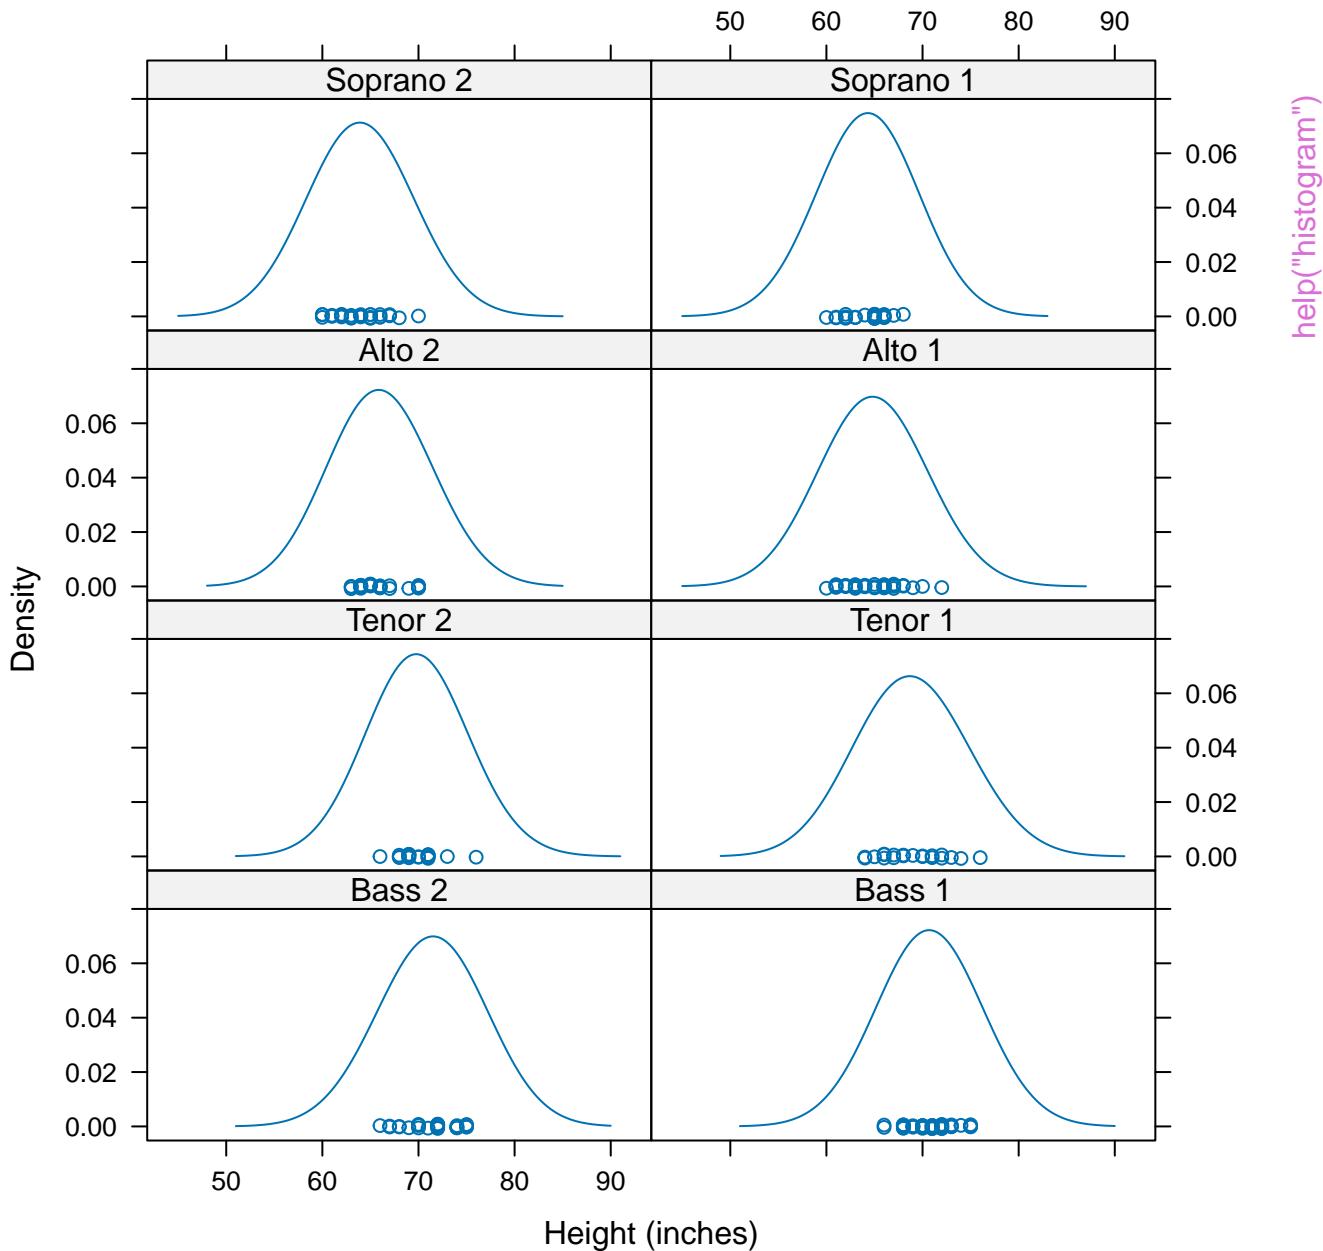 50 60 70 80 90
Soprano 2 Soprano 1
0.06
0.04
0.02
0.00
help("histogram")
Alto 2 Alto 1
0.06
0.04
0.02
0.00
Density
Tenor 2 Tenor 1
0.06
0.04
0.02
0.00
Bass 2 Bass 1
0.06
0.04
0.02
0.00
50 60 70 80 90
Height (inches)